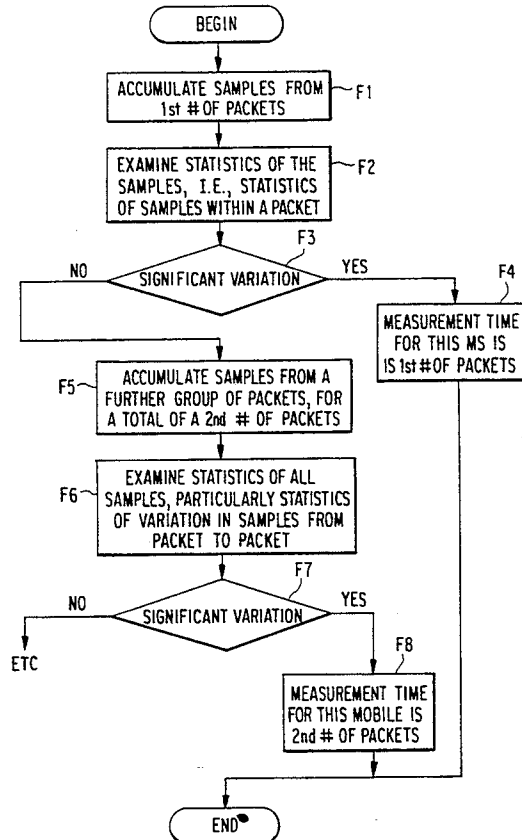 BEGIN
ACCUMULATE SAMPLES FROM
1st # OF PACKETS
F1
EXAMINE STATISTICS OF THE
SAMPLES, I.E., STATISTICS
OF SAMPLES WITHIN A PACKET
F2
F3
NO
SIGNIFICANT VARIATION
YES
F4
MEASUREMENT TIME
FOR THIS MS IS
IS 1st # OF PACKETS
F5
ACCUMULATE SAMPLES FROM A
FURTHER GROUP OF PACKETS, FOR
A TOTAL OF A 2nd # OF PACKETS
F6
EXAMINE STATISTICS OF ALL
SAMPLES, PARTICULARLY STATISTICS
OF VARIATION IN SAMPLES FROM
PACKET TO PACKET
F7
NO
SIGNIFICANT VARIATION
YES
ETC
F8
MEASUREMENT TIME
FOR THIS MOBILE IS
2nd # OF PACKETS
END